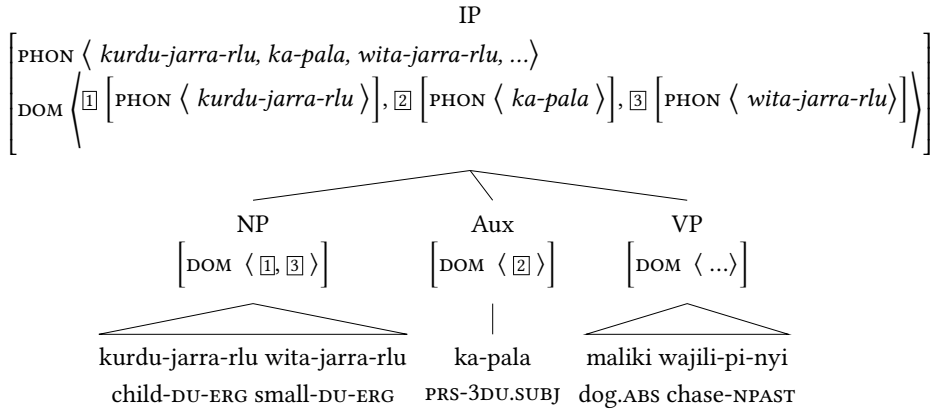 IP
PHON ⟨ kurdu-jarra-rlu, ka-pala, wita-jarra-rlu, ...⟩
DOM ⟨ 1 [PHON ⟨ kurdu-jarra-rlu ⟩], 2 [PHON ⟨ ka-pala ⟩], 3 [PHON ⟨ wita-jarra-rlu⟩] ⟩
NP Aux VP
[DOM ⟨ 1, 3 ⟩] [DOM ⟨ 2 ⟩] [DOM ⟨ ...⟩]
kurdu-jarra-rlu wita-jarra-rlu ka-pala maliki wajili-pi-nyi
child-DU-ERG small-DU-ERG PRS-3DU.SUBJ dog.ABS chase-NPAST